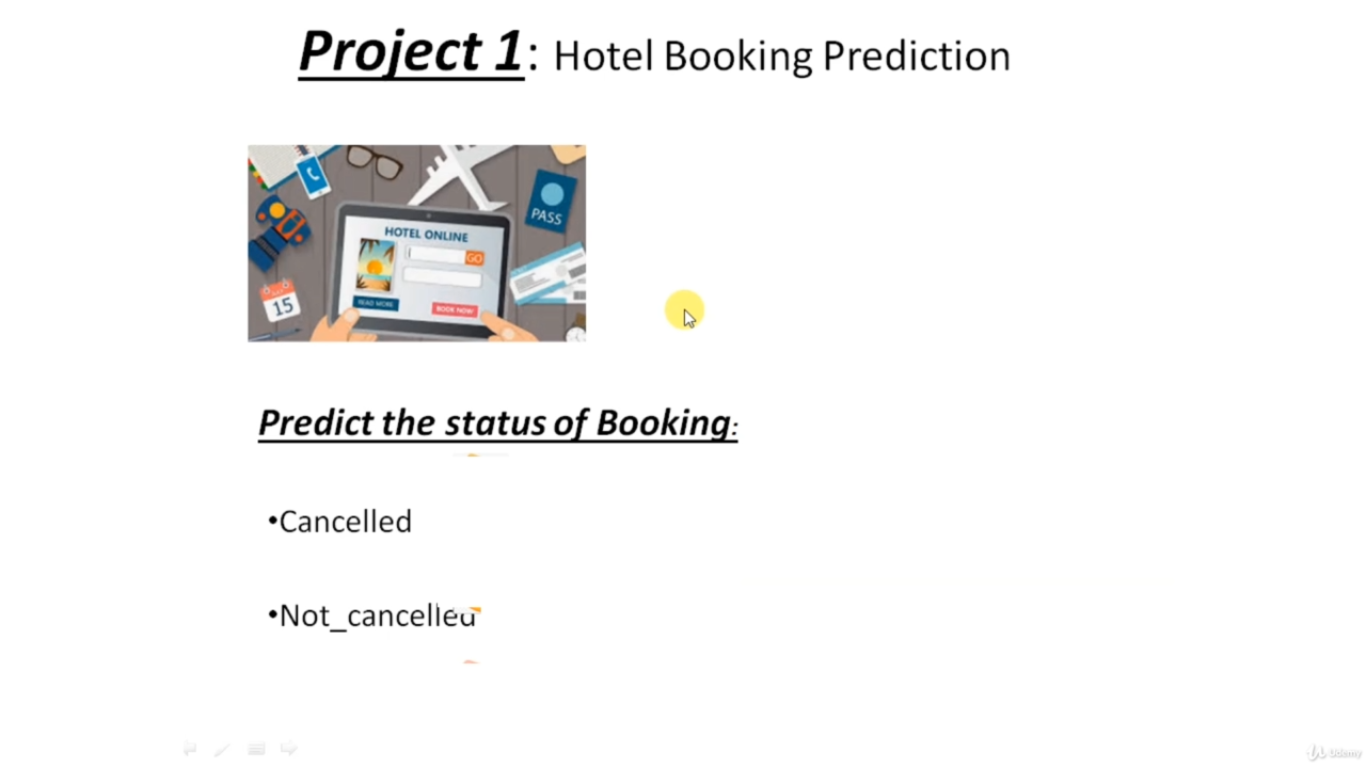 Project 1: Hotel Booking Prediction
PASS
HOTEL ONLINE
GO
15
READ MORE
BOOK NOW
Predict the status of Booking:
•Cancelled
•Not_cancelled
Udemy